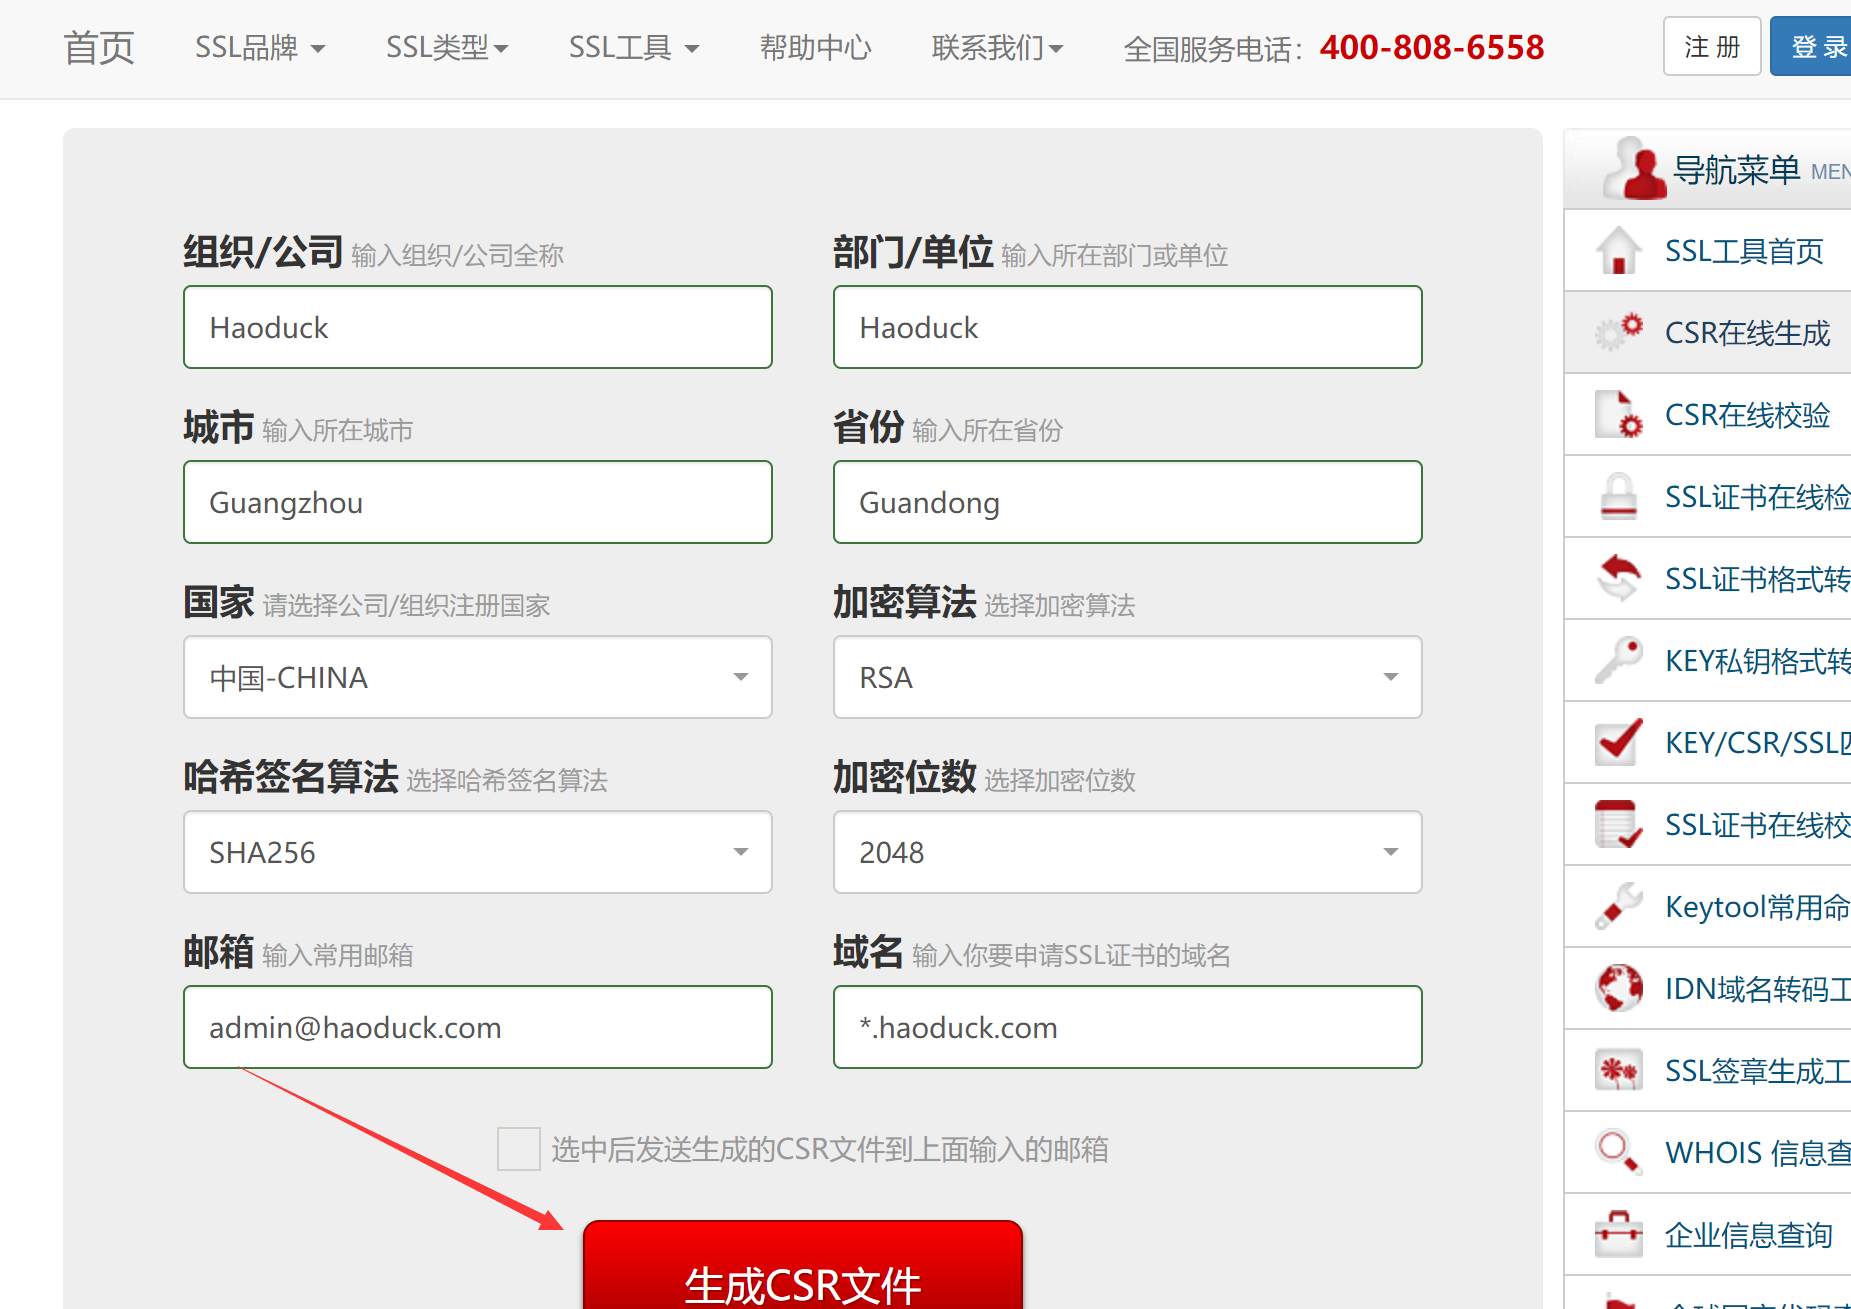 首页 SSL品牌 SSL类型 SSL工具 帮助中心 联系我们 全国服务电话：400-808-6558 注 册 登 录
组织/公司 输入组织/公司全称 部门/单位 输入所在部门或单位
Haoduck Haoduck
城市 输入所在城市 省份 输入所在省份
Guangzhou Guandong
国家 请选择公司/组织注册国家 加密算法 选择加密算法
中国-CHINA RSA
哈希签名算法 选择哈希签名算法 加密位数 选择加密位数
SHA256 2048
邮箱 输入常用邮箱 域名 输入你要申请SSL证书的域名
admin@haoduck.com *.haoduck.com
选中后发送生成的CSR文件到上面输入的邮箱
生成CSR文件
导航菜单 MEN
SSL工具首页
CSR在线生成
CSR在线校验
SSL证书在线检
SSL证书格式转
KEY私钥格式转
KEY/CSR/SSL匹
SSL证书在线校
Keytool常用命
IDN域名转码工
SSL签章生成工
WHOIS 信息查
企业信息查询